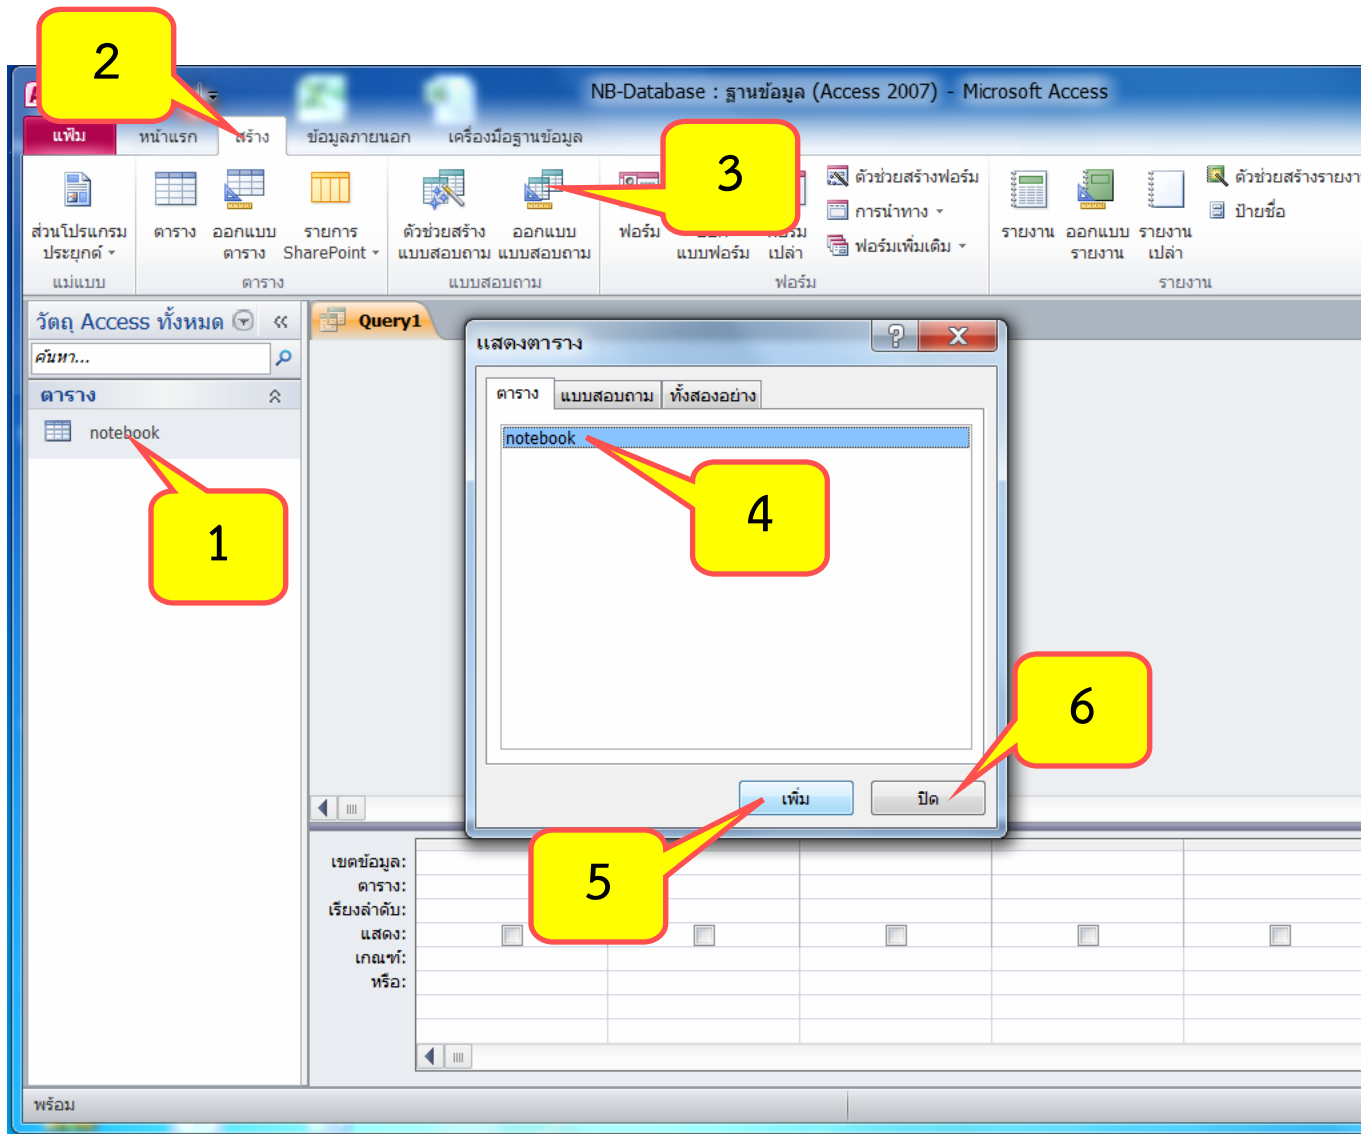 2
NB-Database : ฐานข้อมูล (Access 2007) - Microsoft Access
แฟ้ม หน้าแรก สร้าง ข้อมูลภายนอก เครื่องมือฐานข้อมูล
3
ตัวช่วยสร้างฟอร์ม
ตัวช่วยสร้างรายงา
การนำทาง
ป้ายชื่อ
ฟอร์มเพิ่มเติม
ส่วนโปรแกรม ตาราง ออกแบบ รายการ ตัวช่วยสร้าง ออกแบบ ฟอร์ม รายงาน ออกแบบ รายงาน
ประยุกต์ ตาราง SharePoint แบบสอบถาม แบบสอบถาม แบบฟอร์ม เปล่า รายงาน เปล่า
แม่แบบ ตาราง แบบสอบถาม ฟอร์ม รายงาน
วัตถุ Access ทั้งหมด
Query1
ค้นหา...
ตาราง
notebook
1
แสดงตาราง
ตาราง แบบสอบถาม ทั้งสองอย่าง
notebook
4
6
เพิ่ม ปิด
5
เขตข้อมูล:
ตาราง:
เรียงลำดับ:
แสดง:
เกณฑ์:
หรือ:
พร้อม